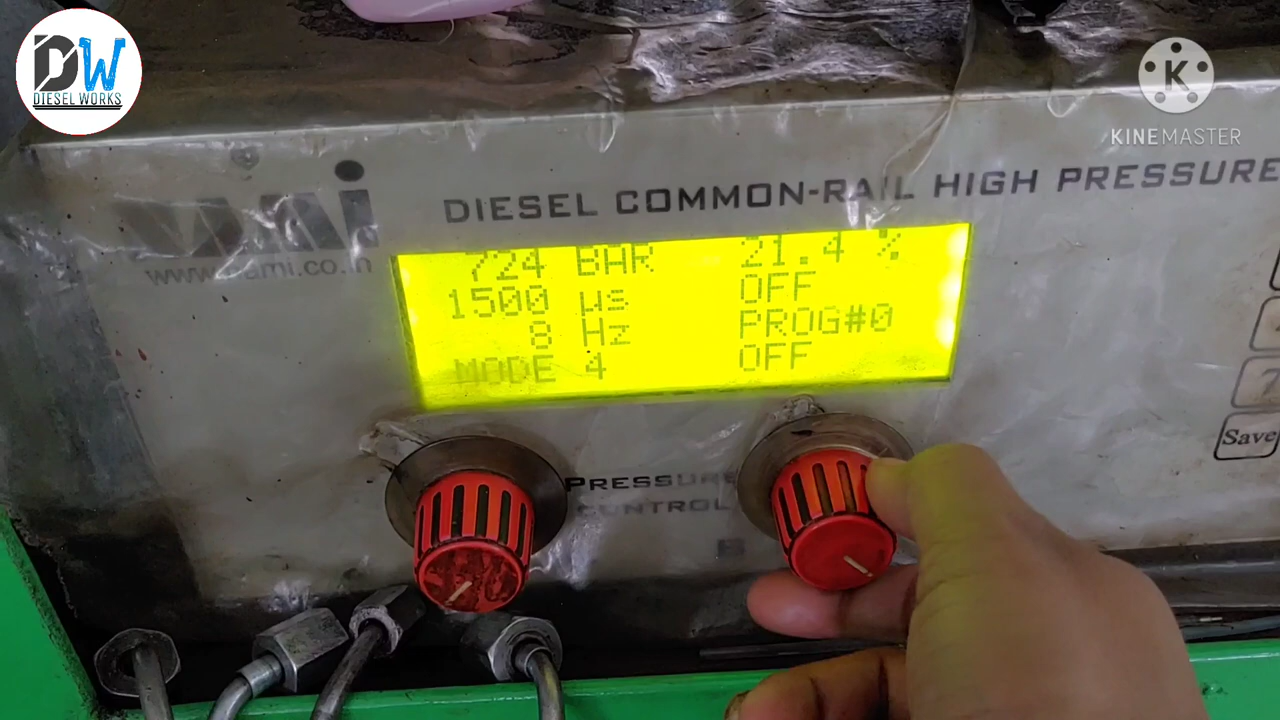 DW
DIESEL WORKS
K
KINEMASTER
DIESEL COMMON-RAIL HIGH PRESSURE
724 BAR 21.4 %
1500 µs OFF
8 Hz PROG#0
MODE 4 OFF
PRESSURE
CONTROL
7
Save